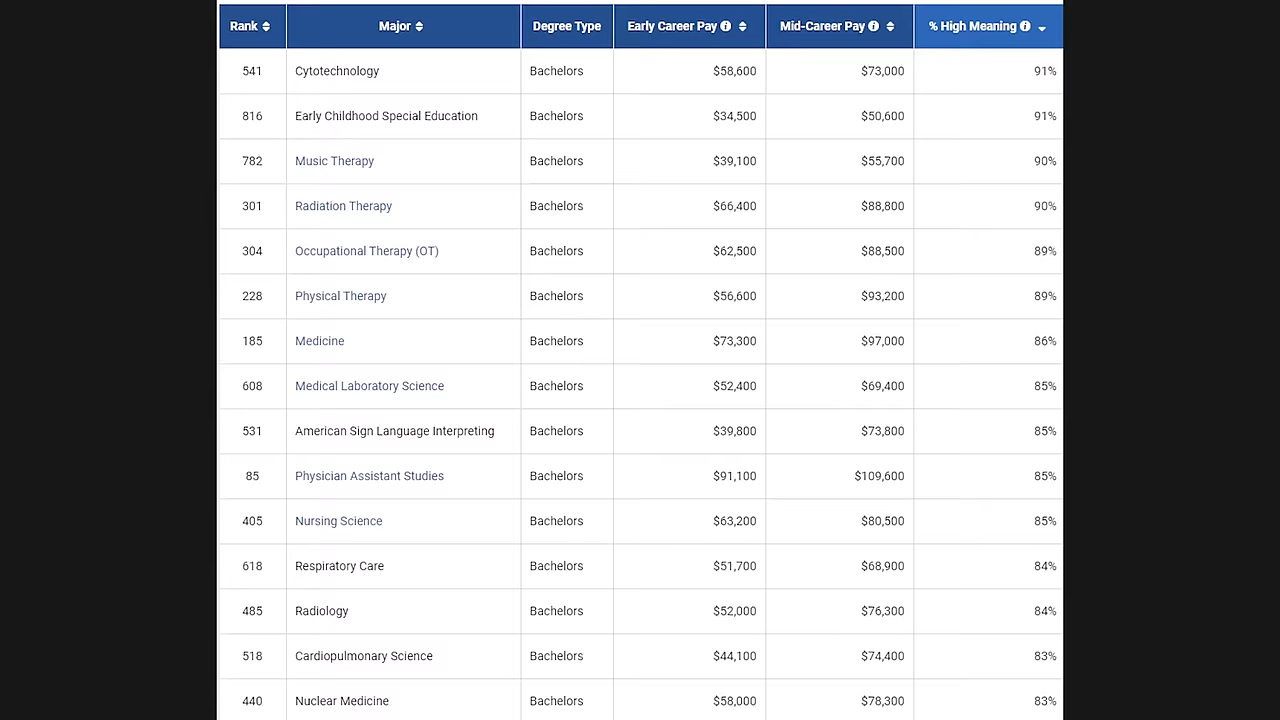 Rank Major Degree Type Early Career Pay Mid-Career Pay % High Meaning
541 Cytotechnology Bachelors $58,600 $73,000 91%
816 Early Childhood Special Education Bachelors $34,500 $50,600 91%
782 Music Therapy Bachelors $39,100 $55,700 90%
301 Radiation Therapy Bachelors $66,400 $88,800 90%
304 Occupational Therapy (OT) Bachelors $62,500 $88,500 89%
228 Physical Therapy Bachelors $56,600 $93,200 89%
185 Medicine Bachelors $73,300 $97,000 86%
608 Medical Laboratory Science Bachelors $52,400 $69,400 85%
531 American Sign Language Interpreting Bachelors $39,800 $73,800 85%
85 Physician Assistant Studies Bachelors $91,100 $109,600 85%
405 Nursing Science Bachelors $63,200 $80,500 85%
618 Respiratory Care Bachelors $51,700 $68,900 84%
485 Radiology Bachelors $52,000 $76,300 84%
518 Cardiopulmonary Science Bachelors $44,100 $74,400 83%
440 Nuclear Medicine Bachelors $58,000 $78,300 83%